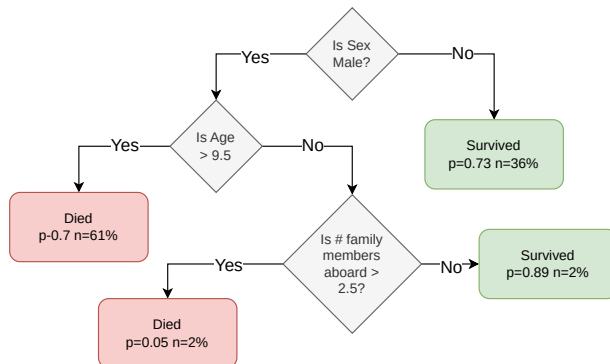 Is Sex
Male?
Yes
No
Is Age
> 9.5
Survived
p=0.73 n=36%
Yes
No
Died
p-0.7 n=61%
Is # family
members
aboard >
2.5?
Yes
No
Survived
p=0.89 n=2%
Died
p=0.05 n=2%